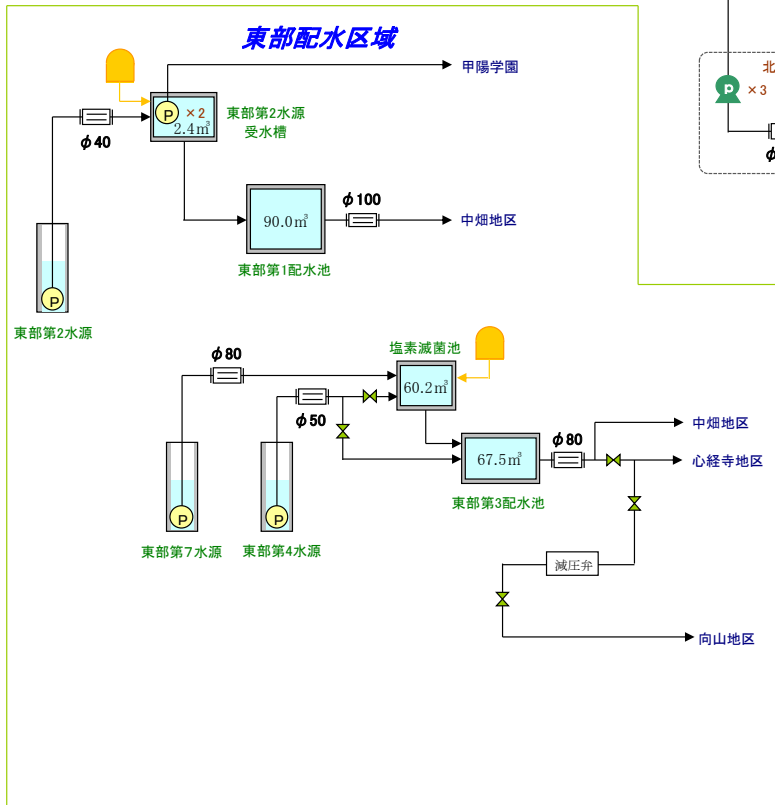 東部配水区域
北
P
×3
φ
甲陽学園
P ×2
2.4m³
東部第2水源
受水槽
φ40
90.0m³
φ100
中畑地区
東部第1配水池
P
東部第2水源
塩素滅菌池
φ80
60.2m³
φ50
中畑地区
φ80
67.5m³
心経寺地区
東部第3配水池
P
P
東部第7水源
東部第4水源
減圧弁
向山地区